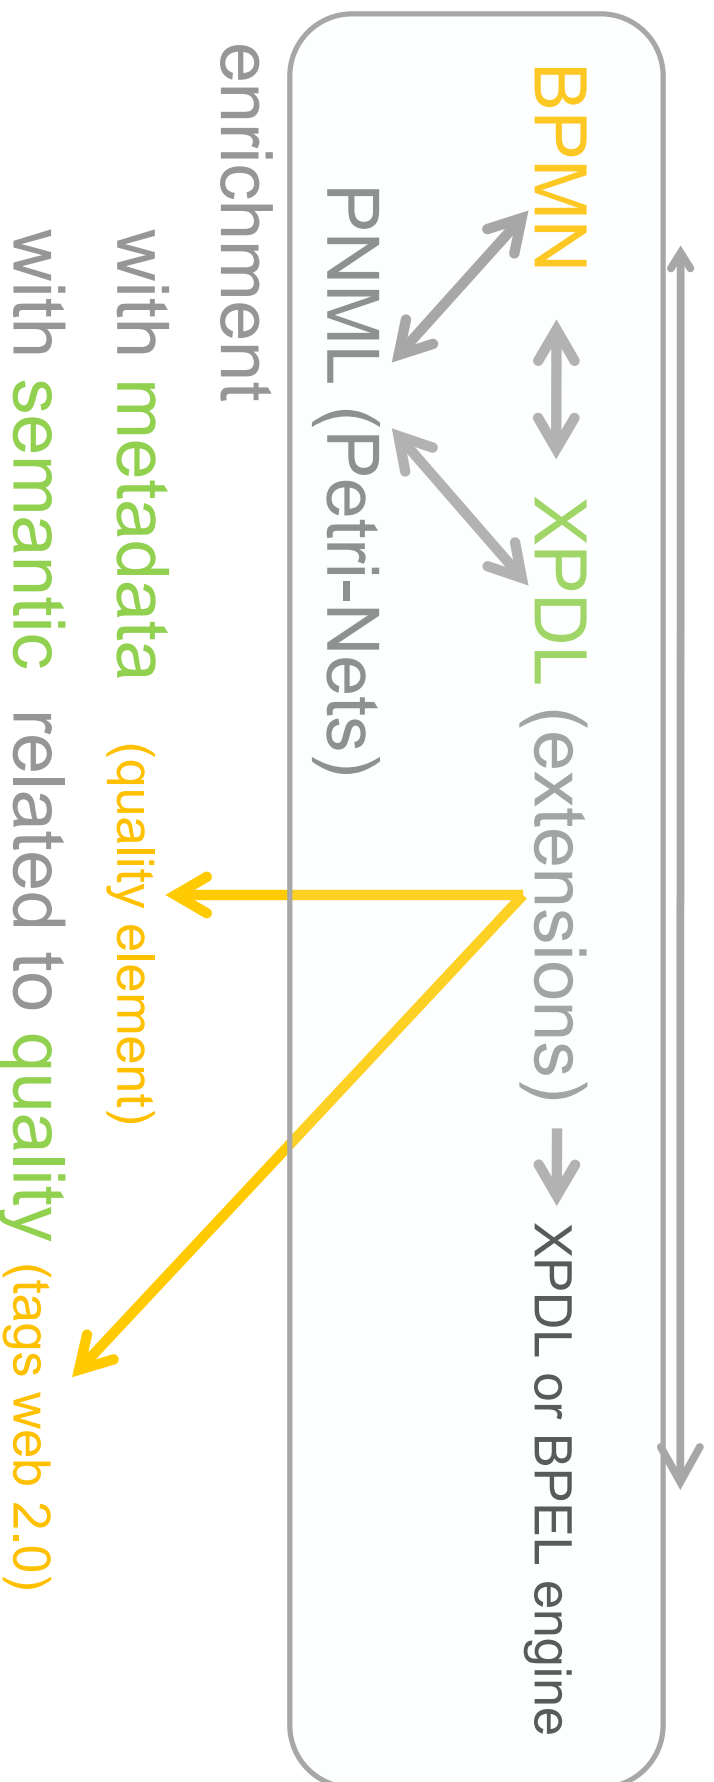 BPMN XPDL (extensions) XPDL or BPEL engine
PNML (Petri-Nets)
enrichment
with metadata (quality element)
with semantic related to quality (tags web 2.0)